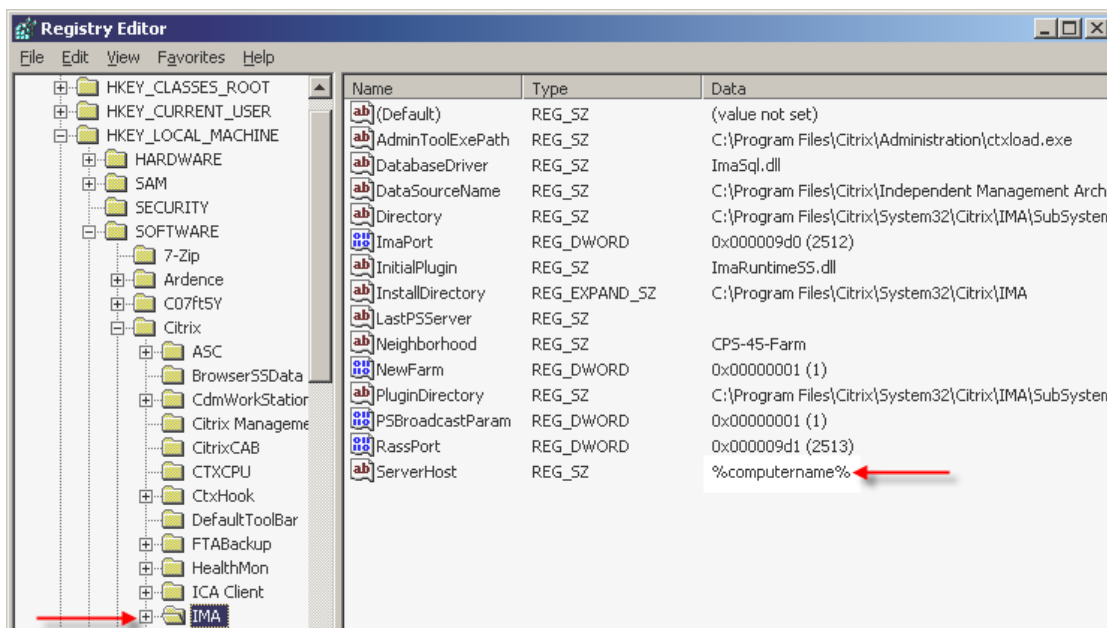 Registry Editor
File Edit View Favorites Help
HKEY_CLASSES_ROOT
HKEY_CURRENT_USER
HKEY_LOCAL_MACHINE
HARDWARE
SAM
SECURITY
SOFTWARE
7-Zip
Ardence
C07ft5Y
Citrix
ASC
BrowserSSData
CdmWorkStation
Citrix Manageme
CitrixCAB
CTXCPU
CtxHook
DefaultToolBar
FTABackup
HealthMon
ICA Client
IMA
Name Type Data
(Default) REG_SZ (value not set)
AdminToolExePath REG_SZ C:\Program Files\Citrix\Administration\ctxload.exe
DatabaseDriver REG_SZ ImaSql.dll
DataSourceName REG_SZ C:\Program Files\Citrix\Independent Management Arch
Directory REG_SZ C:\Program Files\Citrix\System32\Citrix\IMA\SubSystem
ImaPort REG_DWORD 0x000009d0 (2512)
InitialPlugin REG_SZ ImaRuntimeSS.dll
InstallDirectory REG_EXPAND_SZ C:\Program Files\Citrix\System32\Citrix\IMA
LastPSServer REG_SZ
Neighborhood REG_SZ CPS-45-Farm
NewFarm REG_DWORD 0x00000001 (1)
PluginDirectory REG_SZ C:\Program Files\Citrix\System32\Citrix\IMA\SubSystem
PSBroadcastParam REG_DWORD 0x00000001 (1)
RassPort REG_DWORD 0x000009d1 (2513)
ServerHost REG_SZ %computername%